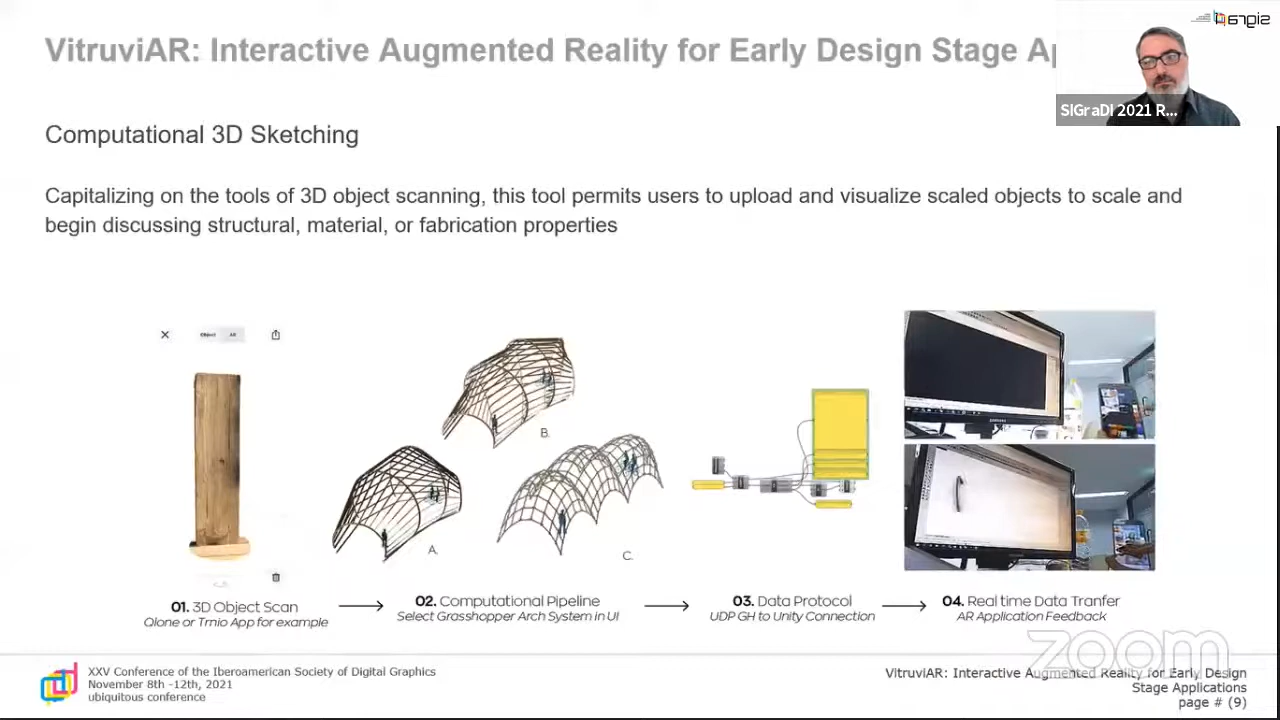 VitruviAR: Interactive Augmented Reality for Early Design Stage Ap
SIGraDI 2021 R...
Computational 3D Sketching
Capitalizing on the tools of 3D object scanning, this tool permits users to upload and visualize scaled objects to scale and
begin discussing structural, material, or fabrication properties
Object AR
B.
A.
C.
01. 3D Object Scan
Qlone or Trnio App for example
02. Computational Pipeline
Select Grasshopper Arch System in UI
03. Data Protocol
UDP GH to Unity Connection
04. Real time Data Tranfer
AR Application Feedback
zoom
XXV Conference of the Iberoamerican Society of Digital Graphics
November 8th -12th, 2021
ubiquitous conference
VitruviAR: Interactive Augmented Reality for Early Design
Stage Applications
page # (9)